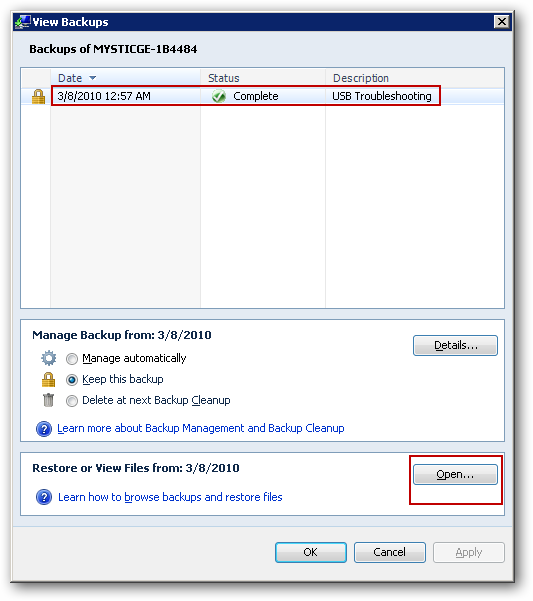 View Backups
Backups of MYSTICGE-1B4484
Date Status Description
3/8/2010 12:57 AM Complete USB Troubleshooting
Manage Backup from: 3/8/2010
Details...
Manage automatically
Keep this backup
Delete at next Backup Cleanup
Learn more about Backup Management and Backup Cleanup
Restore or View Files from: 3/8/2010
Open...
Learn how to browse backups and restore files
OK Cancel Apply